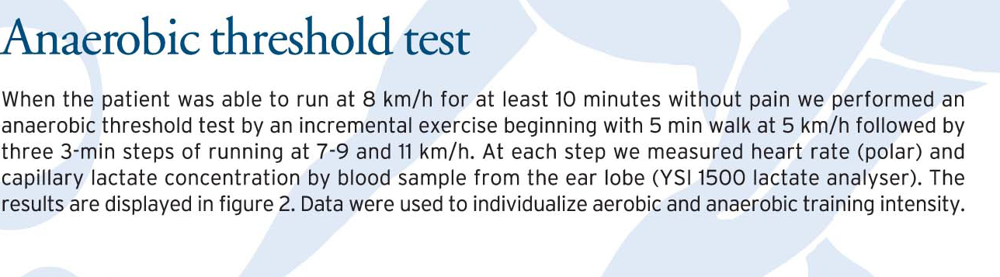 Anaerobic threshold test
When the patient was able to run at 8 km/h for at least 10 minutes without pain we performed an
anaerobic threshold test by an incremental exercise beginning with 5 min walk at 5 km/h followed by
three 3-min steps of running at 7-9 and 11 km/h. At each step we measured heart rate (polar) and
capillary lactate concentration by blood sample from the ear lobe (YSI 1500 lactate analyser). The
results are displayed in figure 2. Data were used to individualize aerobic and anaerobic training intensity.